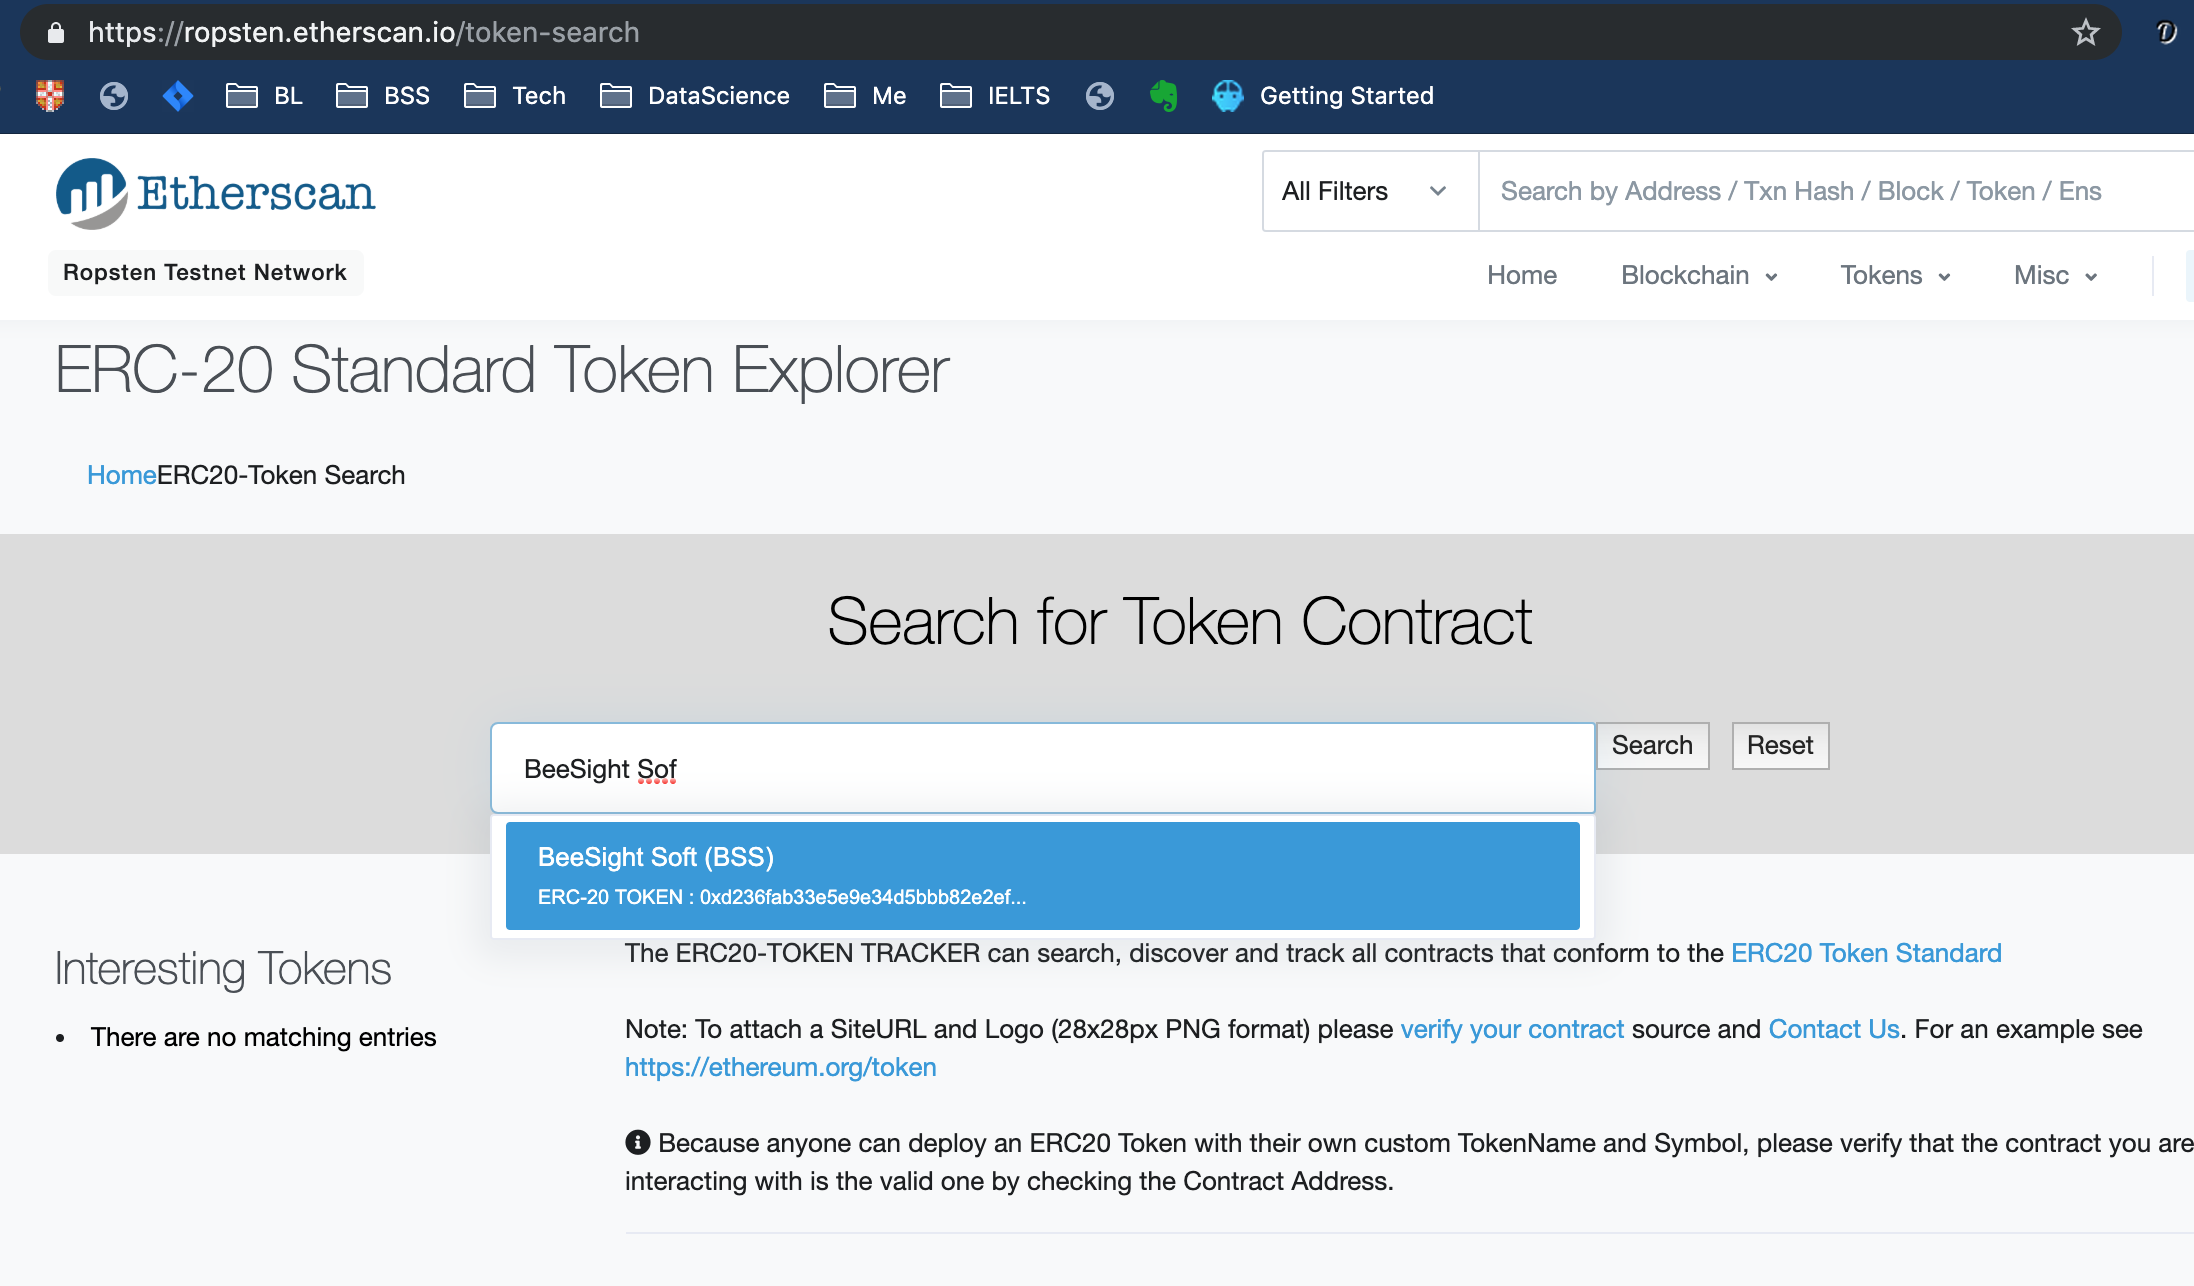 https://ropsten.etherscan.io/token-search
BL BSS Tech DataScience Me IELTS Getting Started
Etherscan
All Filters Search by Address / Txn Hash / Block / Token / Ens
Ropsten Testnet Network
Home Blockchain Tokens Misc
ERC-20 Standard Token Explorer
HomeERC20-Token Search
Search for Token Contract
BeeSight Sof Search Reset
BeeSight Soft (BSS)
ERC-20 TOKEN : 0xd236fab33e5e9e34d5bbb82e2ef...
Interesting Tokens
There are no matching entries
The ERC20-TOKEN TRACKER can search, discover and track all contracts that conform to the ERC20 Token Standard
Note: To attach a SiteURL and Logo (28x28px PNG format) please verify your contract source and Contact Us. For an example see
https://ethereum.org/token
Because anyone can deploy an ERC20 Token with their own custom TokenName and Symbol, please verify that the contract you are
interacting with is the valid one by checking the Contract Address.